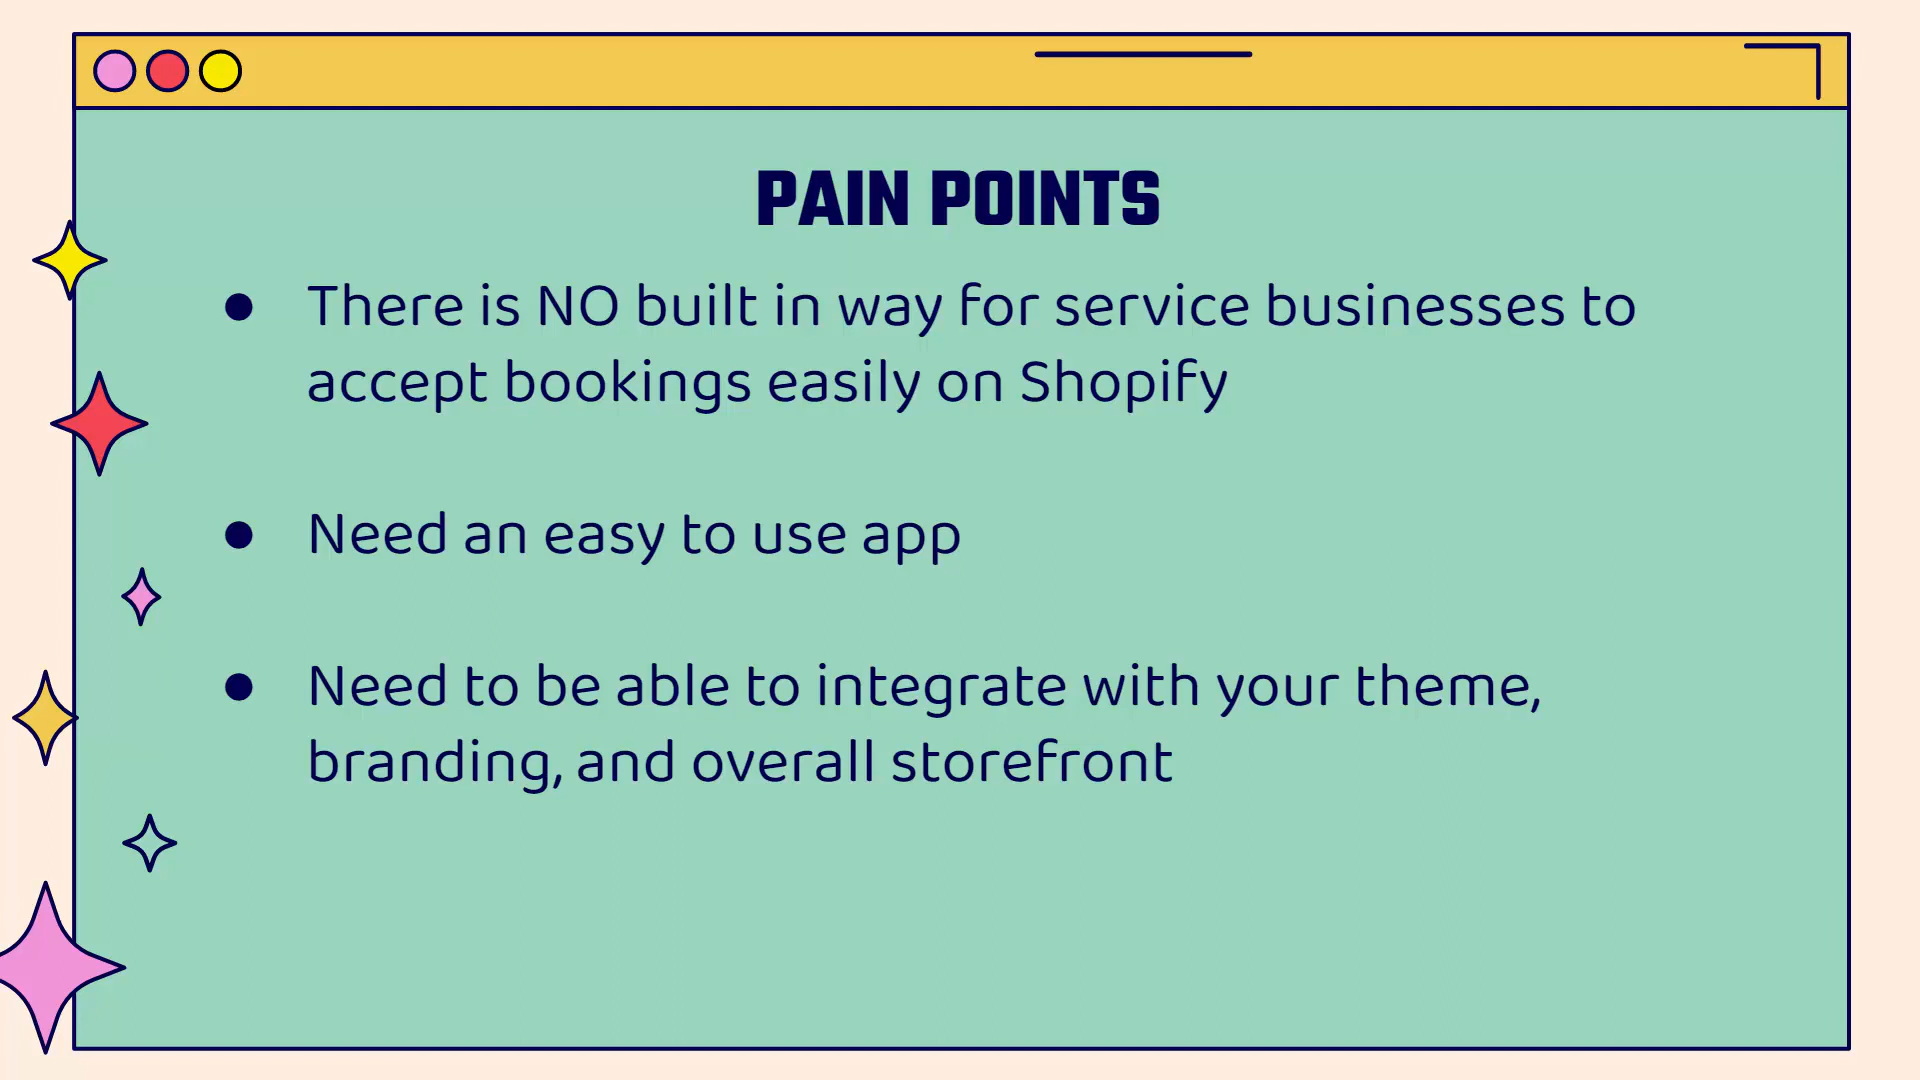 PAIN POINTS
● There is NO built in way for service businesses to
accept bookings easily on Shopify
● Need an easy to use app
● Need to be able to integrate with your theme,
branding, and overall storefront